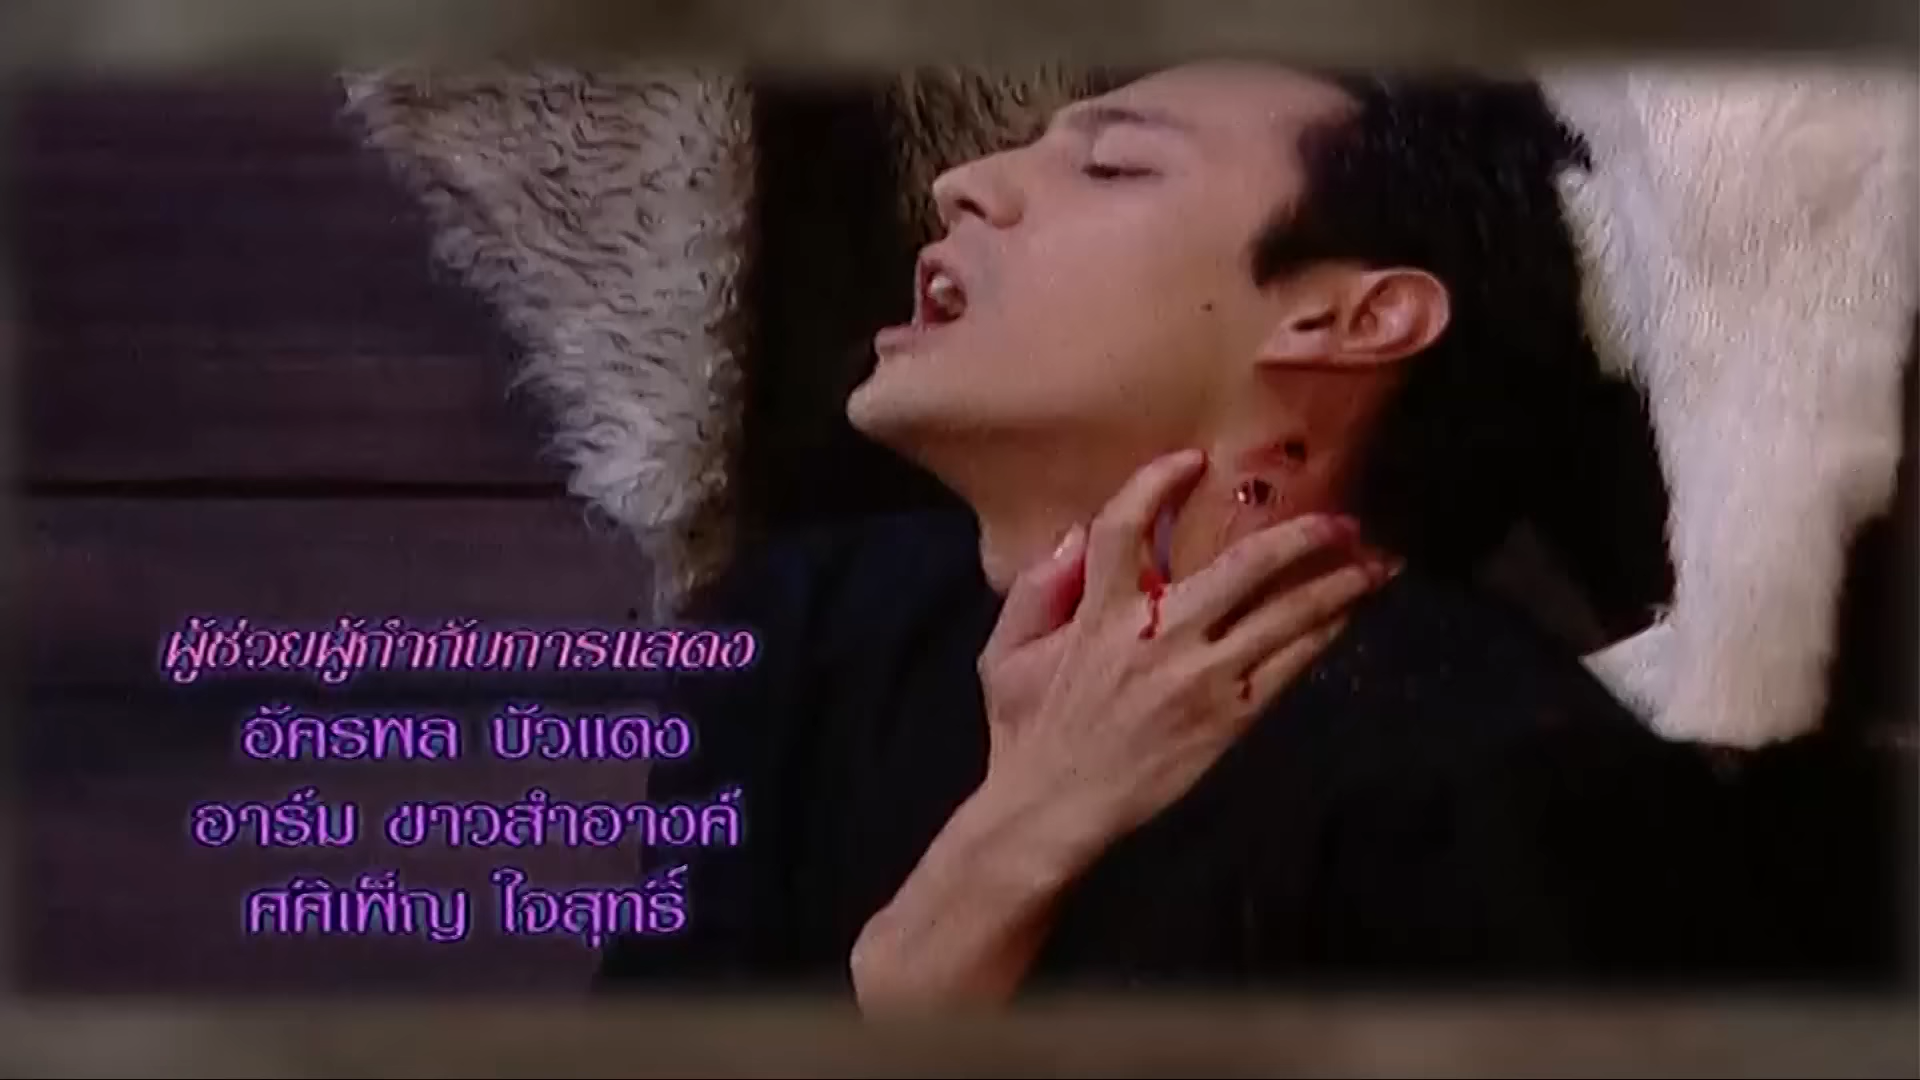 ผู้ช่วยผู้กำกับการแสดง
อัครพล บัวแดง
อาร์ม ขาวสำอางค์
ศศิเพ็ญ ใจสุทธิ์